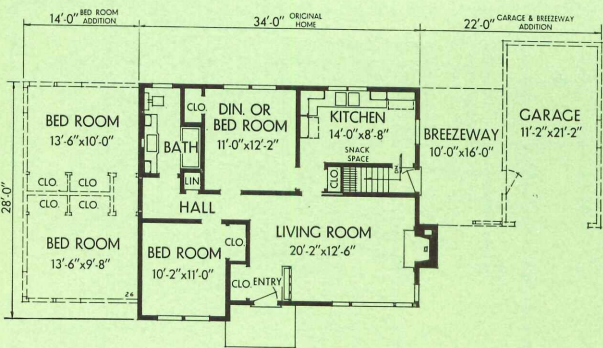 14'-0" BED ROOM ADDITION
34'-0" ORIGINAL HOME
22'-0" GARAGE & BREEZEWAY ADDITION
28'-0"
BED ROOM
13'-6"x10'-0"
CLO.
CLO.
CLO.
CLO.
BED ROOM
13'-6"x9'-8"
26
BATH
LIN
CLO.
DIN. OR
BED ROOM
11'-0"x12'-2"
KITCHEN
14'-0"x8'-8"
SNACK
SPACE
CLO
DN
HALL
BED ROOM
10'-2"x11'-0"
CLO.
CLO.
ENTRY
LIVING ROOM
20'-2"x12'-6"
BREEZEWAY
10'-0"x16'-0"
GARAGE
11'-2"x21'-2"